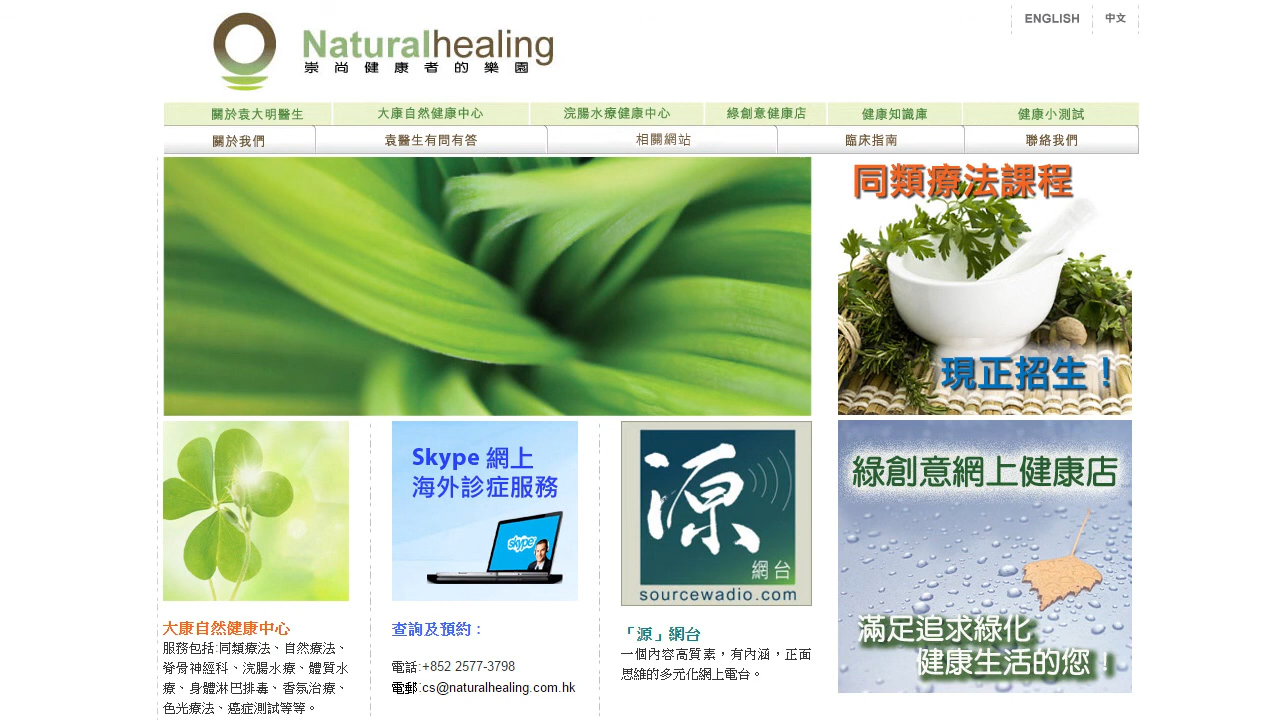 ENGLISH
中文
Naturalhealing
崇尚健康者的樂園
關於袁大明醫生
大康自然健康中心
浣腸水療健康中心
綠創意健康店
健康知識庫
健康小測試
關於我們
袁醫生有問有答
相關網站
臨床指南
聯絡我們
同類療法課程
現正招生！
Skype 網上
海外診症服務
skype
源
網台
sourcewadio.com
綠創意網上健康店
滿足追求綠化
健康生活的您！
大康自然健康中心
服務包括:同類療法、自然療法、
脊骨神經科、浣腸水療、體質水
療、身體淋巴排毒、香氛治療、
色光療法、癌症測試等等。
查詢及預約：
電話:+852 2577-3798
電郵:cs@naturalhealing.com.hk
「源」網台
一個內容高質素，有內涵，正面
思維的多元化網上電台。